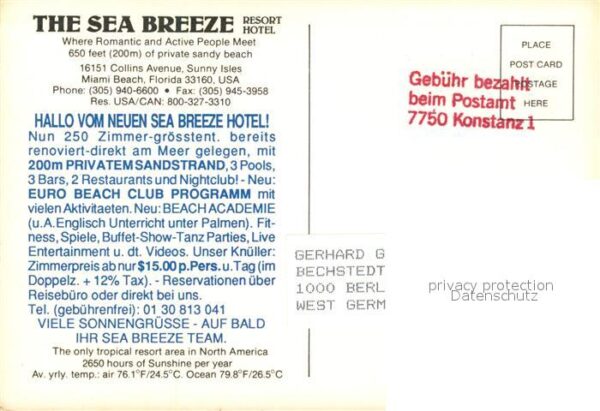 THE SEA BREEZE RESORT HOTEL
Where Romantic and Active People Meet
650 feet (200m) of private sandy beach
16151 Collins Avenue, Sunny Isles
Miami Beach, Florida 33160, USA
Phone: (305) 940-6600 • Fax: (305) 945-3958
Res. USA/CAN: 800-327-3310
HALLO VOM NEUEN SEA BREEZE HOTEL!
Nun 250 Zimmer-grösstent. bereits
renoviert-direkt am Meer gelegen, mit
200m PRIVATEM SANDSTRAND, 3 Pools,
3 Bars, 2 Restaurants und Nightclub! - Neu:
EURO BEACH CLUB PROGRAMM mit
vielen Aktivitaeten. Neu: BEACH ACADEMIE
(u.A. Englisch Unterricht unter Palmen). Fit-
ness, Spiele, Buffet-Show-Tanz Parties, Live
Entertainment u. dt. Videos. Unser Knüller:
Zimmerpreis ab nur $15.00 p. Pers. u. Tag (im
Doppelz. + 12% Tax). - Reservationen über
Reisebüro oder direkt bei uns.
Tel. (gebührenfrei): 01 30 813 041
VIELE SONNENGRÜSSE - AUF BALD
IHR SEA BREEZE TEAM.
The only tropical resort area in North America
2650 hours of Sunshine per year
Av. yrly. temp.: air 76.1°F/24.5°C. Ocean 79.8°F/26.5°C
PLACE
POST CARD
POSTAGE
HERE
Gebühr bezahlt
beim Postamt
7750 Konstanz 1
GERHARD G
BECHSTEDT
1000 BERL
WEST GERM
privacy protection
Datenschutz